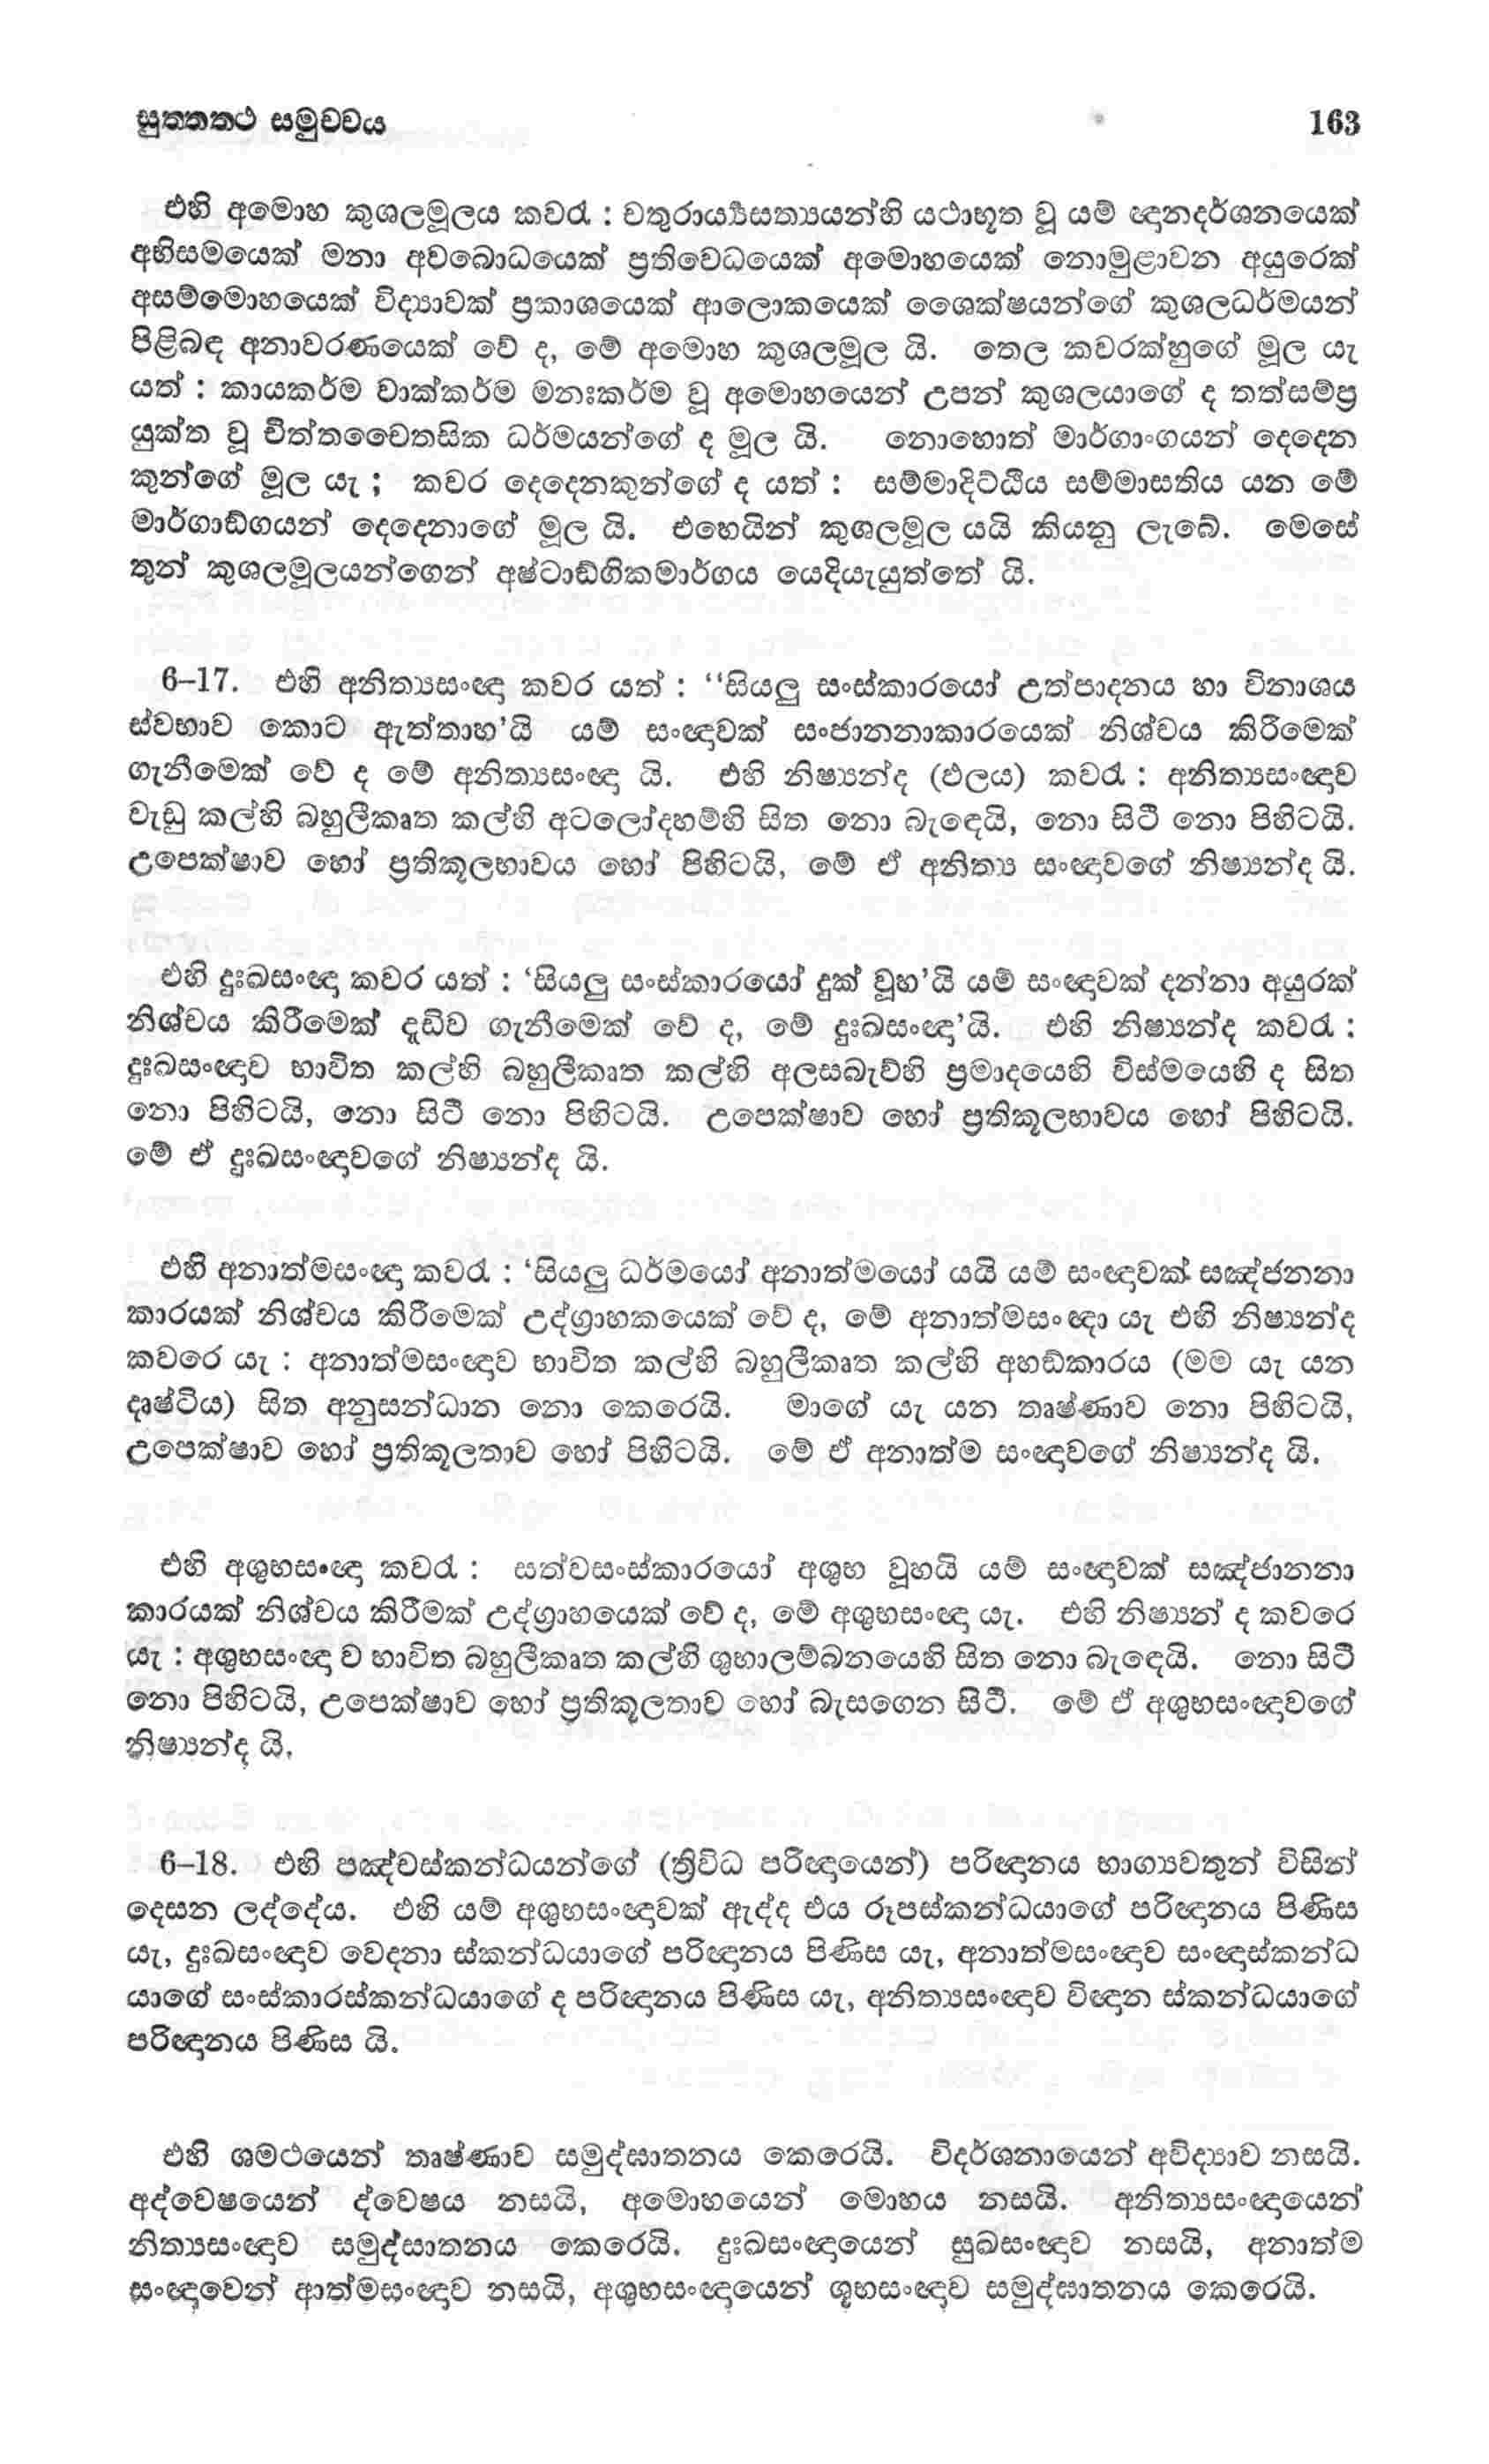 සුතතතථ සමුචචය 163
එහි අමොහ කුශලමූලය කවරැ : චතුරාර්‍ය්‍යසත්‍යයන්හි යථාභූත වූ යම් ඥානදර්ශනයෙක්
අභිසමයෙක් මනා අවබොධයෙක් ප්‍රතිවෙධයෙක් අමොහයෙක් නොමුළාවන අයුරෙක්
අසම්මොහයෙක් විද්‍යාවක් ප්‍රකාශයෙක් ආලොකයෙක් ශෛක්ෂයන්ගේ කුශලධර්මයන්
පිළිබඳ අනාවරණයෙක් වේ ද, මේ අමොහ කුශලමූල යි. තෙල කවරක්හුගේ මූල යැ
යත් : කායකර්ම වාක්කර්ම මනඃකර්ම වූ අමොහයෙන් උපන් කුශලයාගේ ද තත්සම්ප්‍ර
යුක්ත වූ චිත්තචෛතසික ධර්මයන්ගේ ද මූල යි. නොහොත් මාර්ගාංගයන් දෙදෙන
කුන්ගේ මූල යැ ; කවර දෙදෙනකුන්ගේ ද යත් : සම්මාදිට්ඨිය සම්මාසතිය යන මේ
මාර්ගාඞ්ගයන් දෙදෙනාගේ මූල යි. එහෙයින් කුශලමූල යයි කියනු ලැබේ. මෙසේ
තුන් කුශලමූලයන්ගෙන් අෂ්ටාඞ්ගිකමාර්ගය යෙදියැයුත්තේ යි.
6–17. එහි අනිත්‍යසංඥා කවර යත් : “සියලු සංස්කාරයෝ උත්පාදනය හා විනාශය
ස්වභාව කොට ඇත්තාහ’යි යම් සංඥාවක් සංජානනාකාරයෙක් නිශ්චය කිරීමෙක්
ගැනීමෙක් වේ ද මේ අනිත්‍යසංඥා යි. එහි නිෂ්‍යන්ද (ඵලය) කවරැ : අනිත්‍යසංඥාව
වැඩු කල්හි බහුලීකෘත කල්හි අටලෝදහම්හි සිත නො බැඳෙයි, නො සිටී නො පිහිටයි.
උපෙක්ෂාව හෝ ප්‍රතිකූලභාවය හෝ පිහිටයි, මේ ඒ අනිත්‍ය සංඥාවගේ නිෂ්‍යන්ද යි.
එහි දුඃඛසංඥා කවර යත් : ‘සියලු සංස්කාරයෝ දුක් වූහ’යි යම් සංඥාවක් දන්නා අයුරක්
නිශ්චය කිරීමෙක් දැඩිව ගැනීමෙක් වේ ද, මේ දුඃඛසංඥා’යි. එහි නිෂ්‍යන්ද කවරැ :
දුඃඛසංඥාව භාවිත කල්හි බහුලීකෘත කල්හි අලසබැව්හි ප්‍රමාදයෙහි විස්මයෙහි ද සිත
නො පිහිටයි, නො සිටී නො පිහිටයි. උපෙක්ෂාව හෝ ප්‍රතිකූලභාවය හෝ පිහිටයි.
මේ ඒ දුඃඛසංඥාවගේ නිෂ්‍යන්ද යි.
එහි අනාත්මසංඥා කවරැ : ‘සියලු ධර්මයෝ අනාත්මයෝ යයි යම් සංඥාවක් සඤ්ජනනා
කාරයක් නිශ්චය කිරීමෙක් උද්ග්‍රාහකයෙක් වේ ද, මේ අනාත්මසංඥා යැ එහි නිෂ්‍යන්ද
කවරෙ යැ : අනාත්මසංඥාව භාවිත කල්හි බහුලීකෘත කල්හි අහඞ්කාරය (මම යැ යන
දෘෂ්ටිය) සිත අනුසන්ධාන නො කෙරෙයි. මාගේ යැ යන තෘෂ්ණාව නො පිහිටයි,
උපෙක්ෂාව හෝ ප්‍රතිකූලතාව හෝ පිහිටයි. මේ ඒ අනාත්ම සංඥාවගේ නිෂ්‍යන්ද යි.
එහි අශුභසංඥා කවරැ : සත්වසංස්කාරයෝ අශුභ වූහයි යම් සංඥාවක් සඤ්ජානනා
කාරයක් නිශ්චය කිරීමක් උද්ග්‍රාහයෙක් වේ ද, මේ අශුභසංඥා යැ. එහි නිෂ්‍යන් ද කවරෙ
යැ : අශුභසංඥා ව භාවිත බහුලීකෘත කල්හි ශුභාලම්බනයෙහි සිත නො බැඳෙයි. නො සිටී
නො පිහිටයි, උපෙක්ෂාව හෝ ප්‍රතිකූලතාව හෝ බැසගෙන සිටී. මේ ඒ අශුභසංඥාවගේ
නිෂ්‍යන්ද යි.
6–18. එහි පඤ්චස්කන්ධයන්ගේ (ත්‍රිවිධ පරිඥායෙන්) පරිඥානය භාග්‍යවතුන් විසින්
දෙසන ලද්දේය. එහි යම් අශුභසංඥාවක් ඇද්ද එය රූපස්කන්ධයාගේ පරිඥානය පිණිස
යැ, දුඃඛසංඥාව වෙදනා ස්කන්ධයාගේ පරිඥානය පිණිස යැ, අනාත්මසංඥාව සංඥාස්කන්ධ
යාගේ සංස්කාරස්කන්ධයාගේ ද පරිඥානය පිණිස යැ, අනිත්‍යසංඥාව විඥාන ස්කන්ධයාගේ
පරිඥානය පිණිස යි.
එහි ශමථයෙන් තෘෂ්ණාව සමුද්ඝාතනය කෙරෙයි. විදර්ශනායෙන් අවිද්‍යාව නසයි.
අද්වෙෂයෙන් ද්වෙෂය නසයි, අමොහයෙන් මොහය නසයි. අනිත්‍යසංඥායෙන්
නිත්‍යසංඥාව සමුද්ඝාතනය කෙරෙයි. දුඃඛසංඥායෙන් සුඛසංඥාව නසයි, අනාත්ම
සංඥාවෙන් ආත්මසංඥාව නසයි, අශුභසංඥායෙන් ශුභසංඥාව සමුද්ඝාතනය කෙරෙයි.